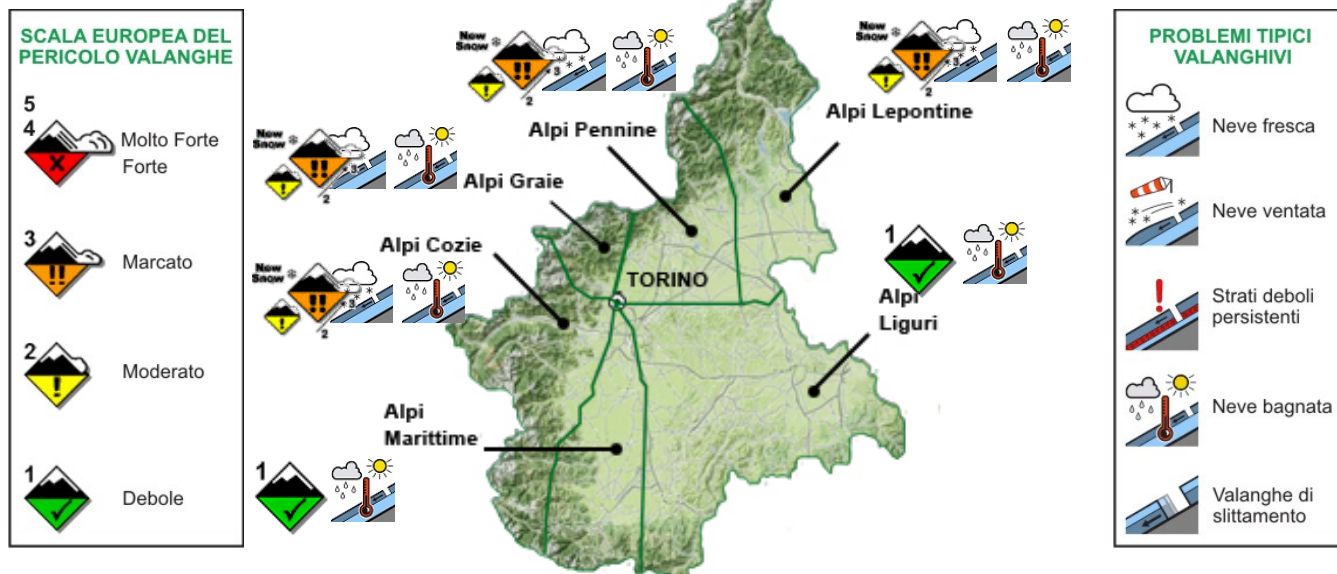 SCALA EUROPEA DEL
PERICOLO VALANGHE
5
4
Molto Forte
Forte
3
Marcato
2
Moderato
1
Debole
New
Snow
3
2
New
Snow
3
2
Alpi Pennine
Alpi Lepontine
New
Snow
3
2
Alpi Graie
Alpi Cozie
New
Snow
3
2
TORINO
1
Alpi
Liguri
Alpi
Marittime
1
PROBLEMI TIPICI
VALANGHIVI
Neve fresca
Neve ventata
Strati deboli
persistenti
Neve bagnata
Valanghe di
slittamento